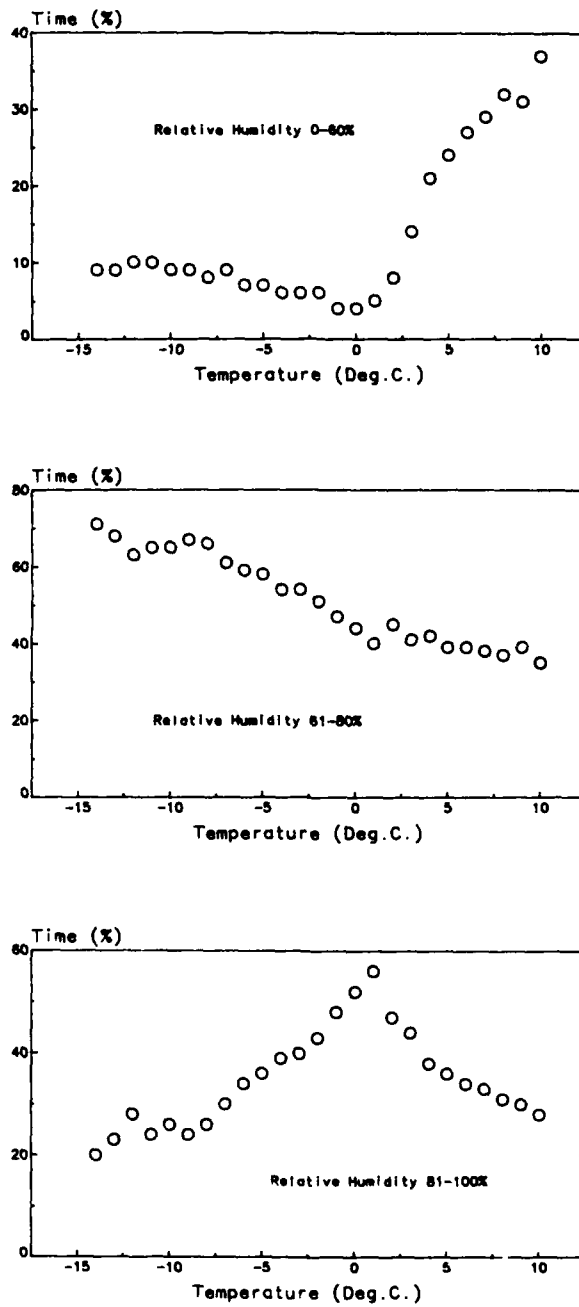 Time (%)
40
30
20
10
0
Relative Humidity 0-60%
-15 -10 -5 0 5 10
Temperature (Deg.C.)
Time (%)
80
60
40
20
0
Relative Humidity 61-80%
-15 -10 -5 0 5 10
Temperature (Deg.C.)
Time (%)
60
40
20
0
Relative Humidity 81-100%
-15 -10 -5 0 5 10
Temperature (Deg.C.)